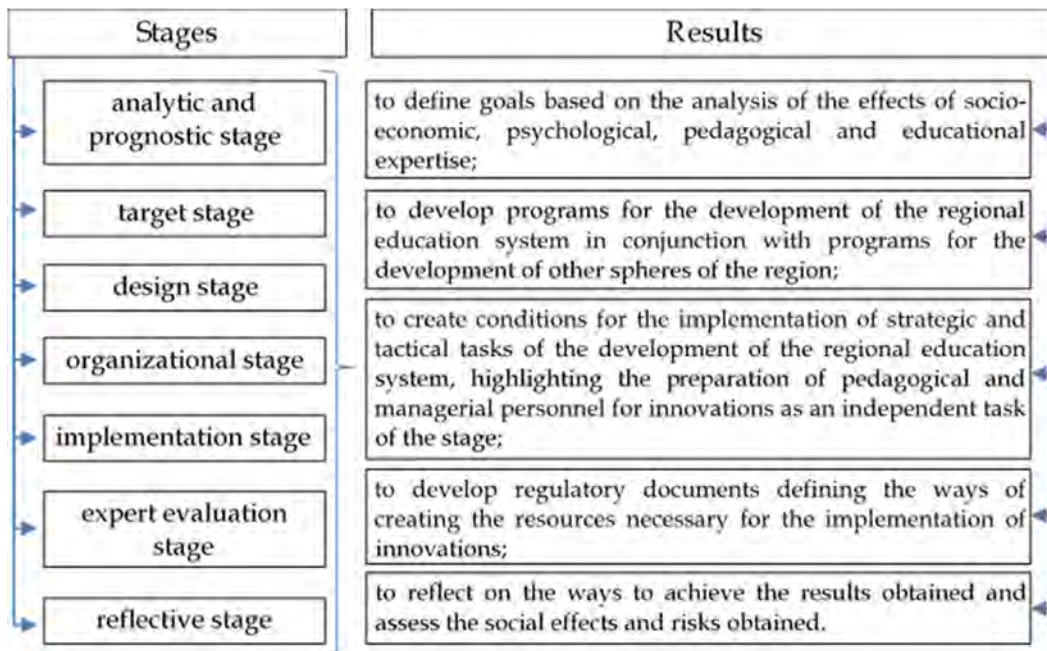 Stages
analytic and
prognostic stage
target stage
design stage
organizational stage
implementation stage
expert evaluation
stage
reflective stage
Results
to define goals based on the analysis of the effects of socio-
economic, psychological, pedagogical and educational
expertise;
to develop programs for the development of the regional
education system in conjunction with programs for the
development of other spheres of the region;
to create conditions for the implementation of strategic and
tactical tasks of the development of the regional education
system, highlighting the preparation of pedagogical and
managerial personnel for innovations as an independent task
of the stage;
to develop regulatory documents defining the ways of
creating the resources necessary for the implementation of
innovations;
to reflect on the ways to achieve the results obtained and
assess the social effects and risks obtained.